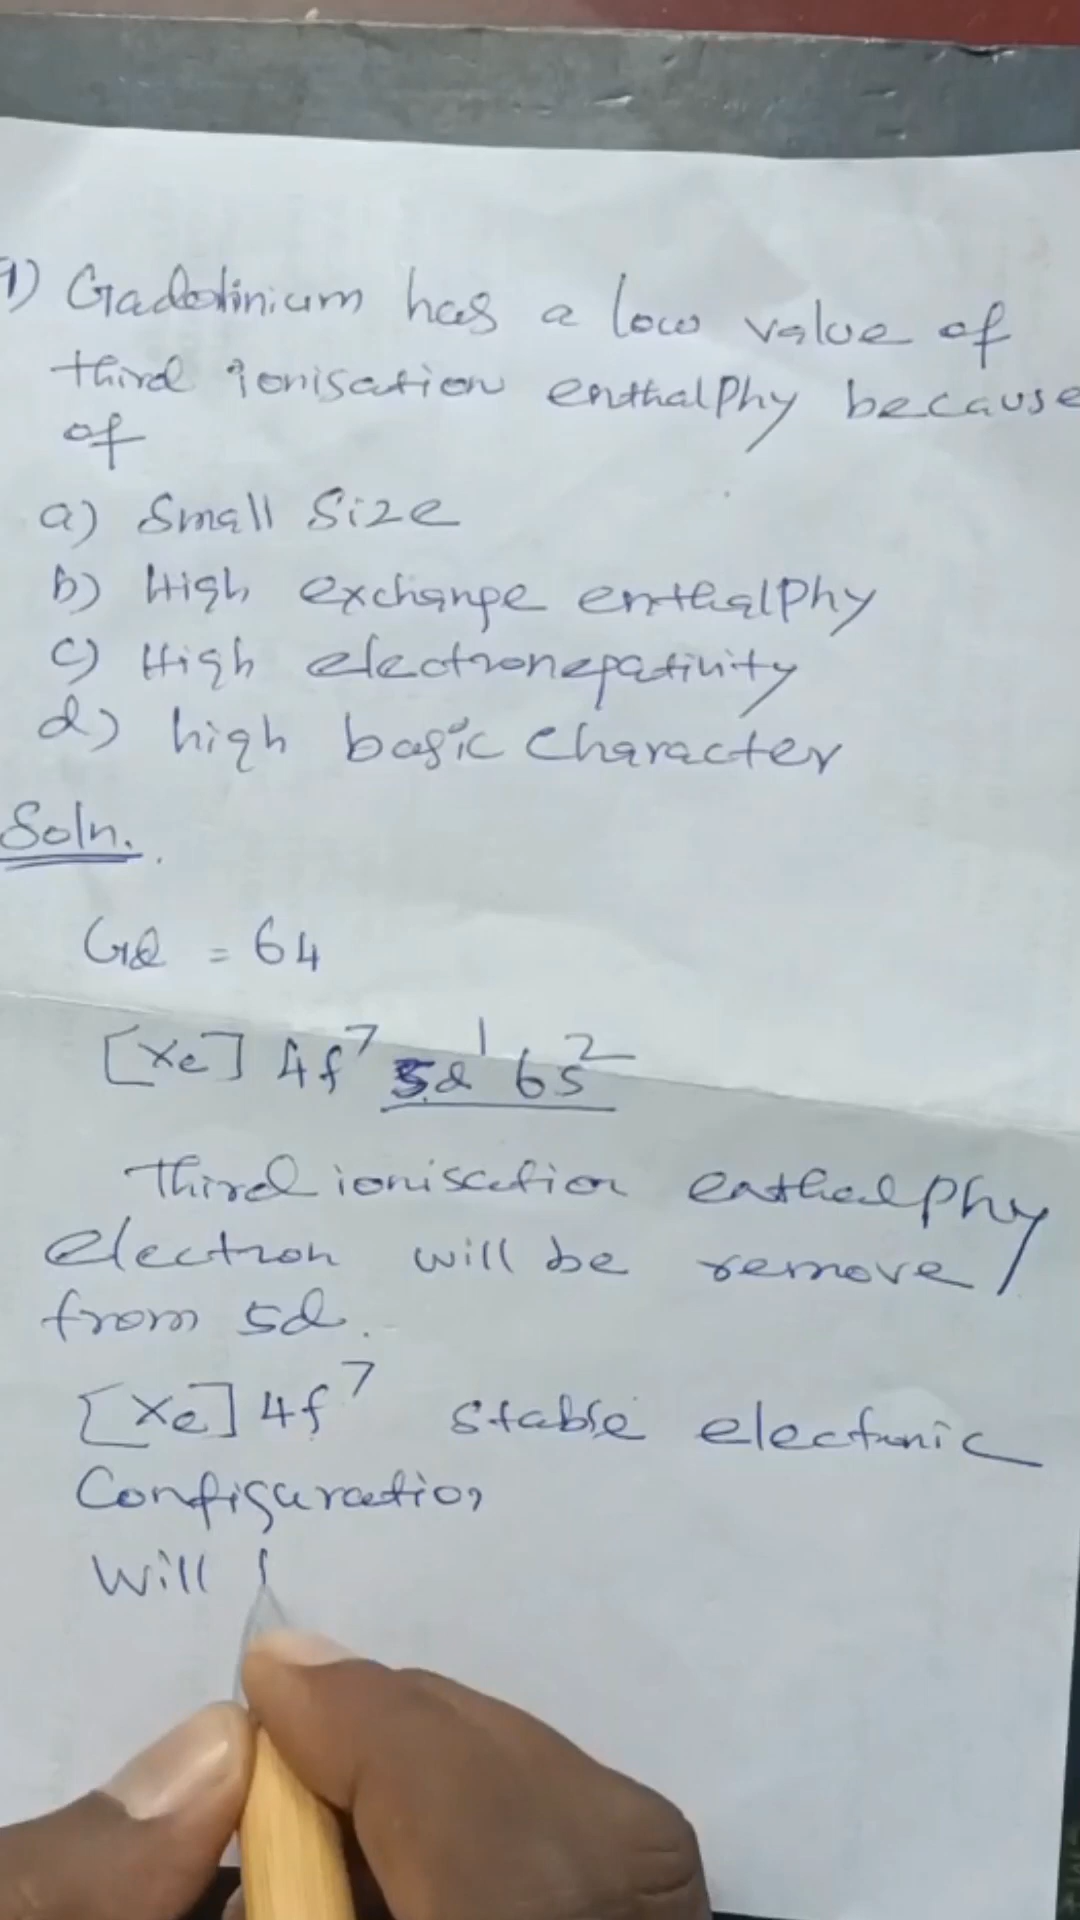 1) Gadolinium has a low value of
third ionisation enthalphy because
of
a) Small Size
b) High exchange enthalphy
c) High electronegativity
d) high basic character
Soln.
Gd = 64
[Xe] 4f⁷ 5d¹ 6s²
Third ionisation enthalphy
electron will be remove
from 5d.
[Xe] 4f⁷ stable electunic
Configuration
Will